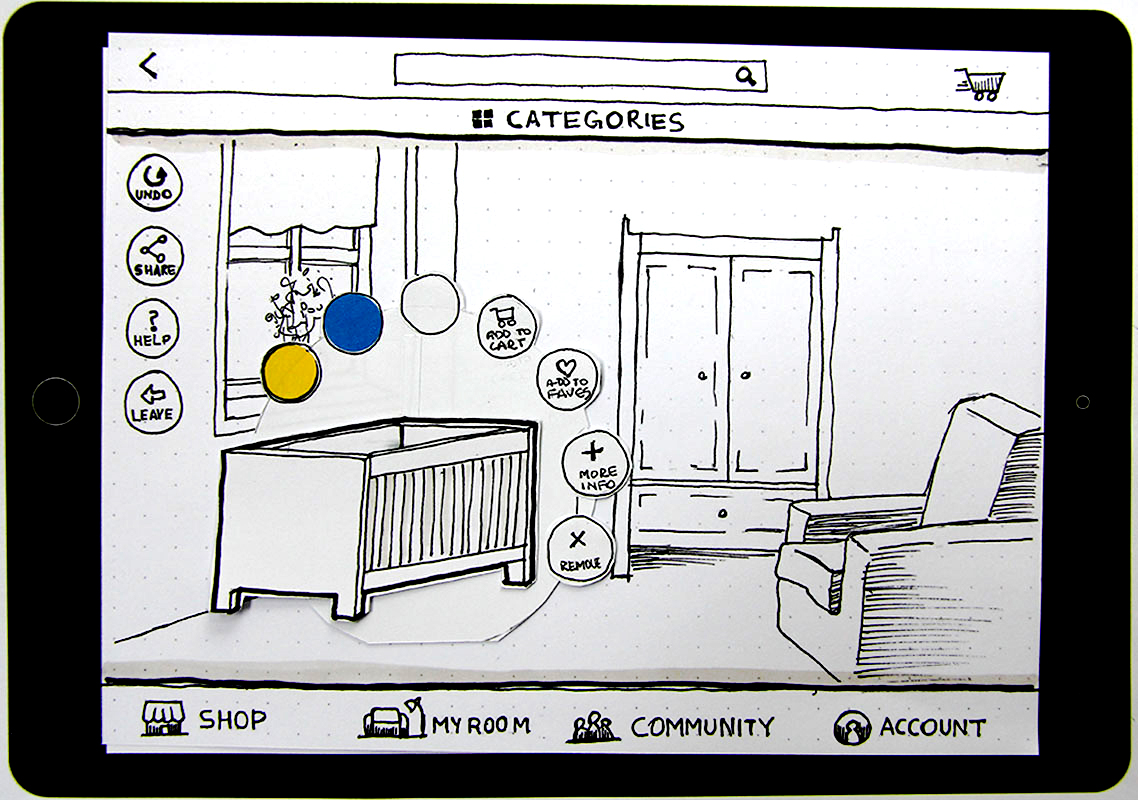 CATEGORIES
UNDO
SHARE
?
HELP
LEAVE
ADD TO
CART
ADD TO
FAVES
+
MORE
INFO
×
REMOVE
SHOP
MY ROOM
COMMUNITY
ACCOUNT